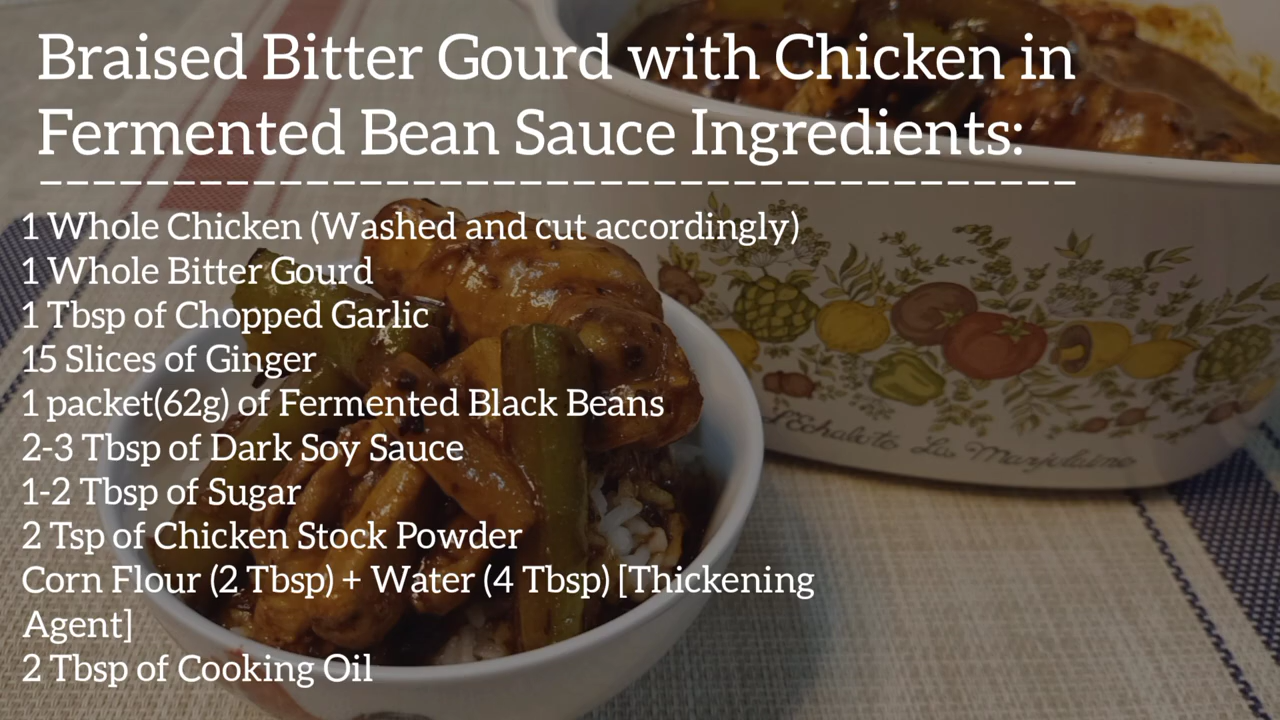 Braised Bitter Gourd with Chicken in
Fermented Bean Sauce Ingredients:
----------------------------------------
1 Whole Chicken (Washed and cut accordingly)
1 Whole Bitter Gourd
1 Tbsp of Chopped Garlic
15 Slices of Ginger
1 packet(62g) of Fermented Black Beans
2-3 Tbsp of Dark Soy Sauce
1-2 Tbsp of Sugar
2 Tsp of Chicken Stock Powder
Corn Flour (2 Tbsp) + Water (4 Tbsp) [Thickening
Agent]
2 Tbsp of Cooking Oil
L'Echalote La Marjolaine